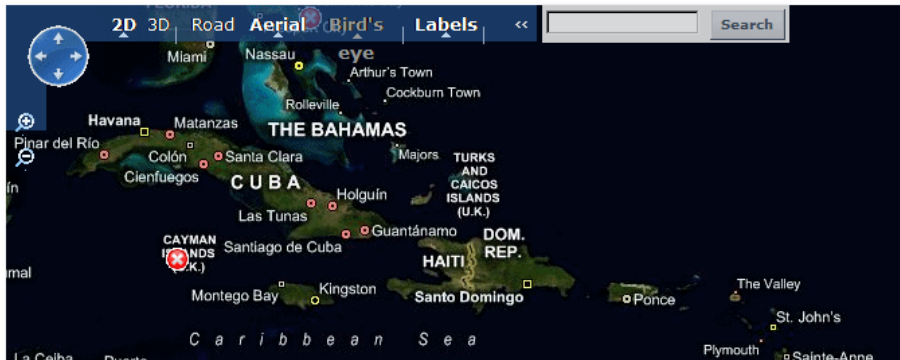 2D 3D Road Aerial Bird's eye Labels «
Search
Miami
Nassau
Arthur's Town
Cockburn Town
Rolleville
Havana
Matanzas
THE BAHAMAS
Pinar del Río
Colón
Santa Clara
Majors
TURKS
AND
CAICOS
ISLANDS
(U.K.)
Cienfuegos
CUBA
Holguín
Las Tunas
Guantánamo
CAYMAN
Santiago de Cuba
DOM.
REP.
HAITI
Montego Bay
Kingston
Santo Domingo
Ponce
The Valley
St. John's
Caribbean Sea
Plymouth
Sainte-Anne
La Ceiba